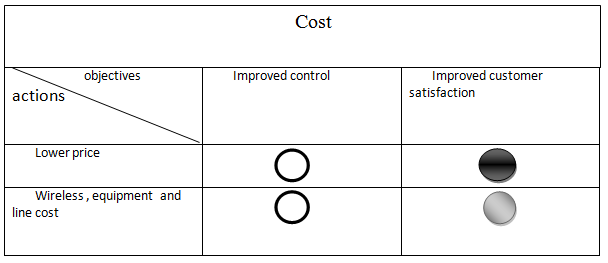 Cost
objectives
actions
Improved control
Improved customer
satisfaction
Lower price
Wireless , equipment and
line cost